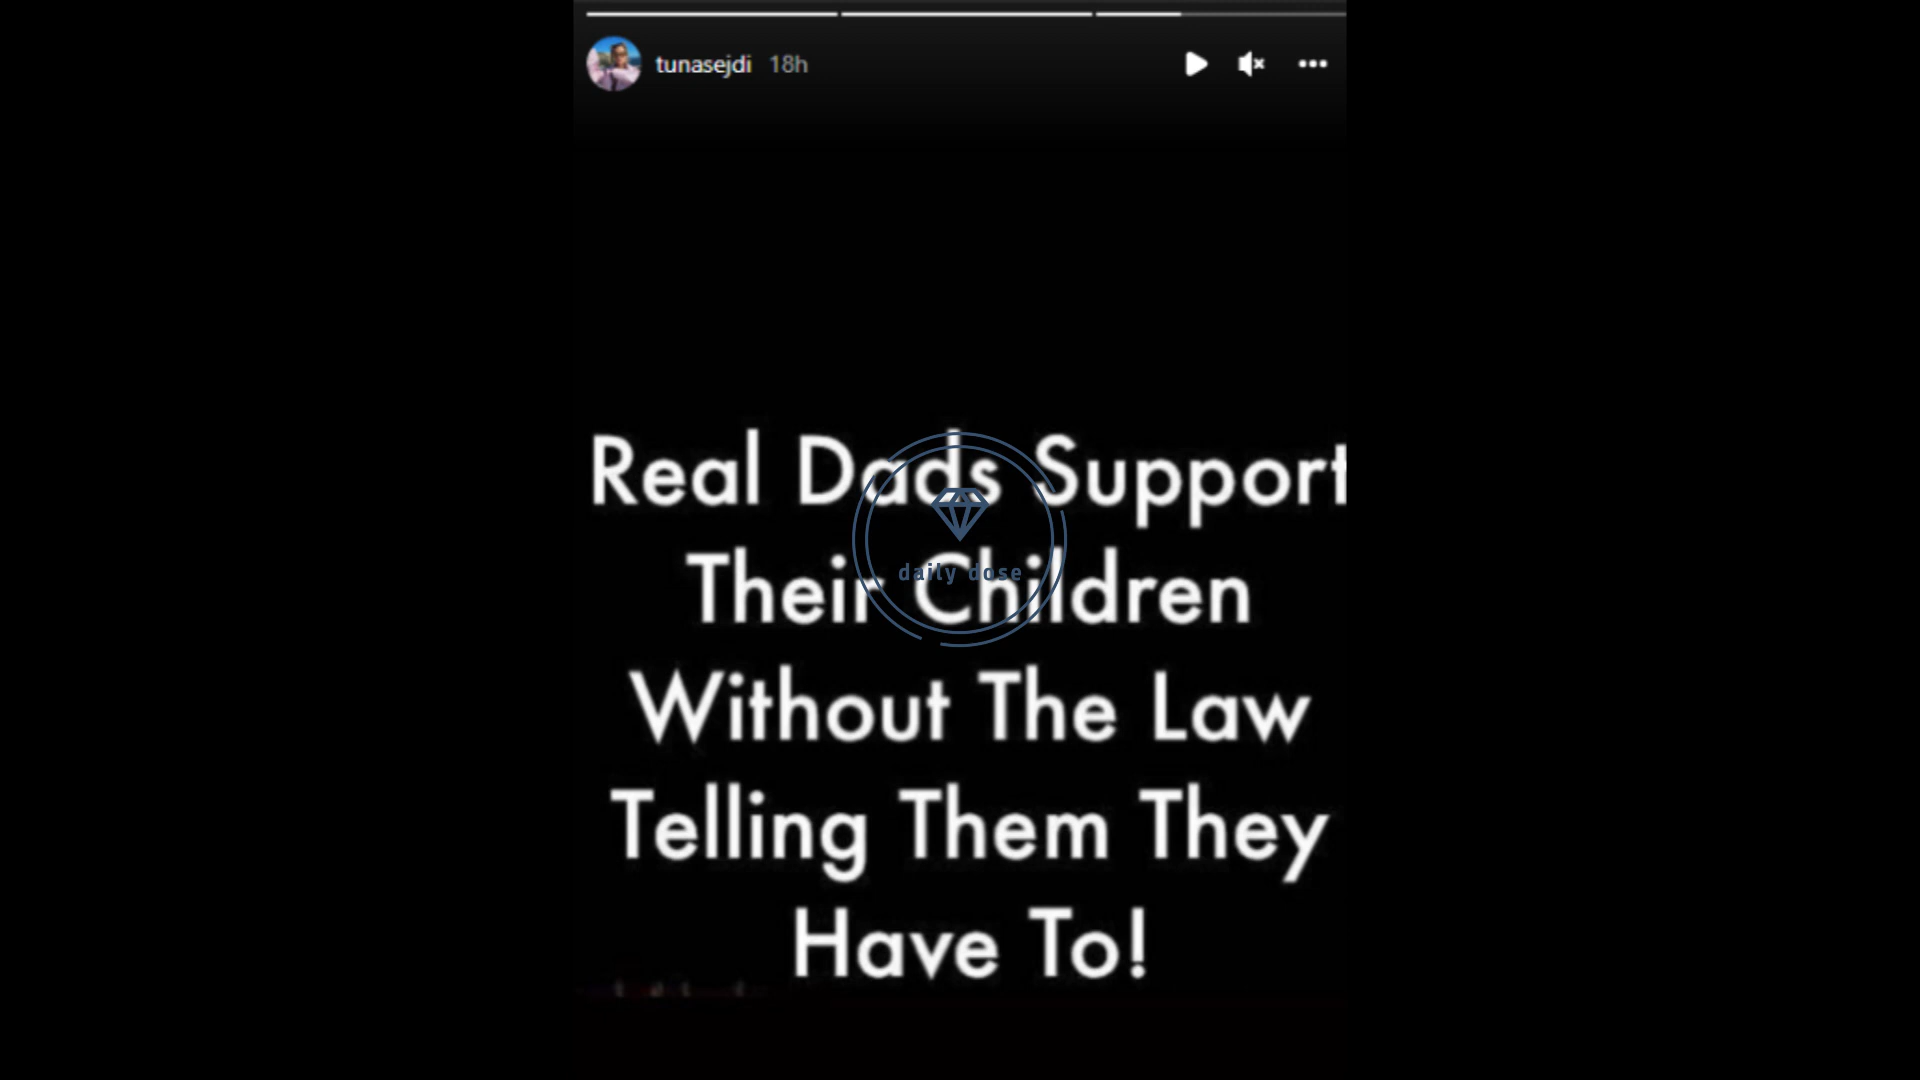 tunasejdi 18h
Real Dads Support
Their Children
daily dose
Without The Law
Telling Them They
Have To!